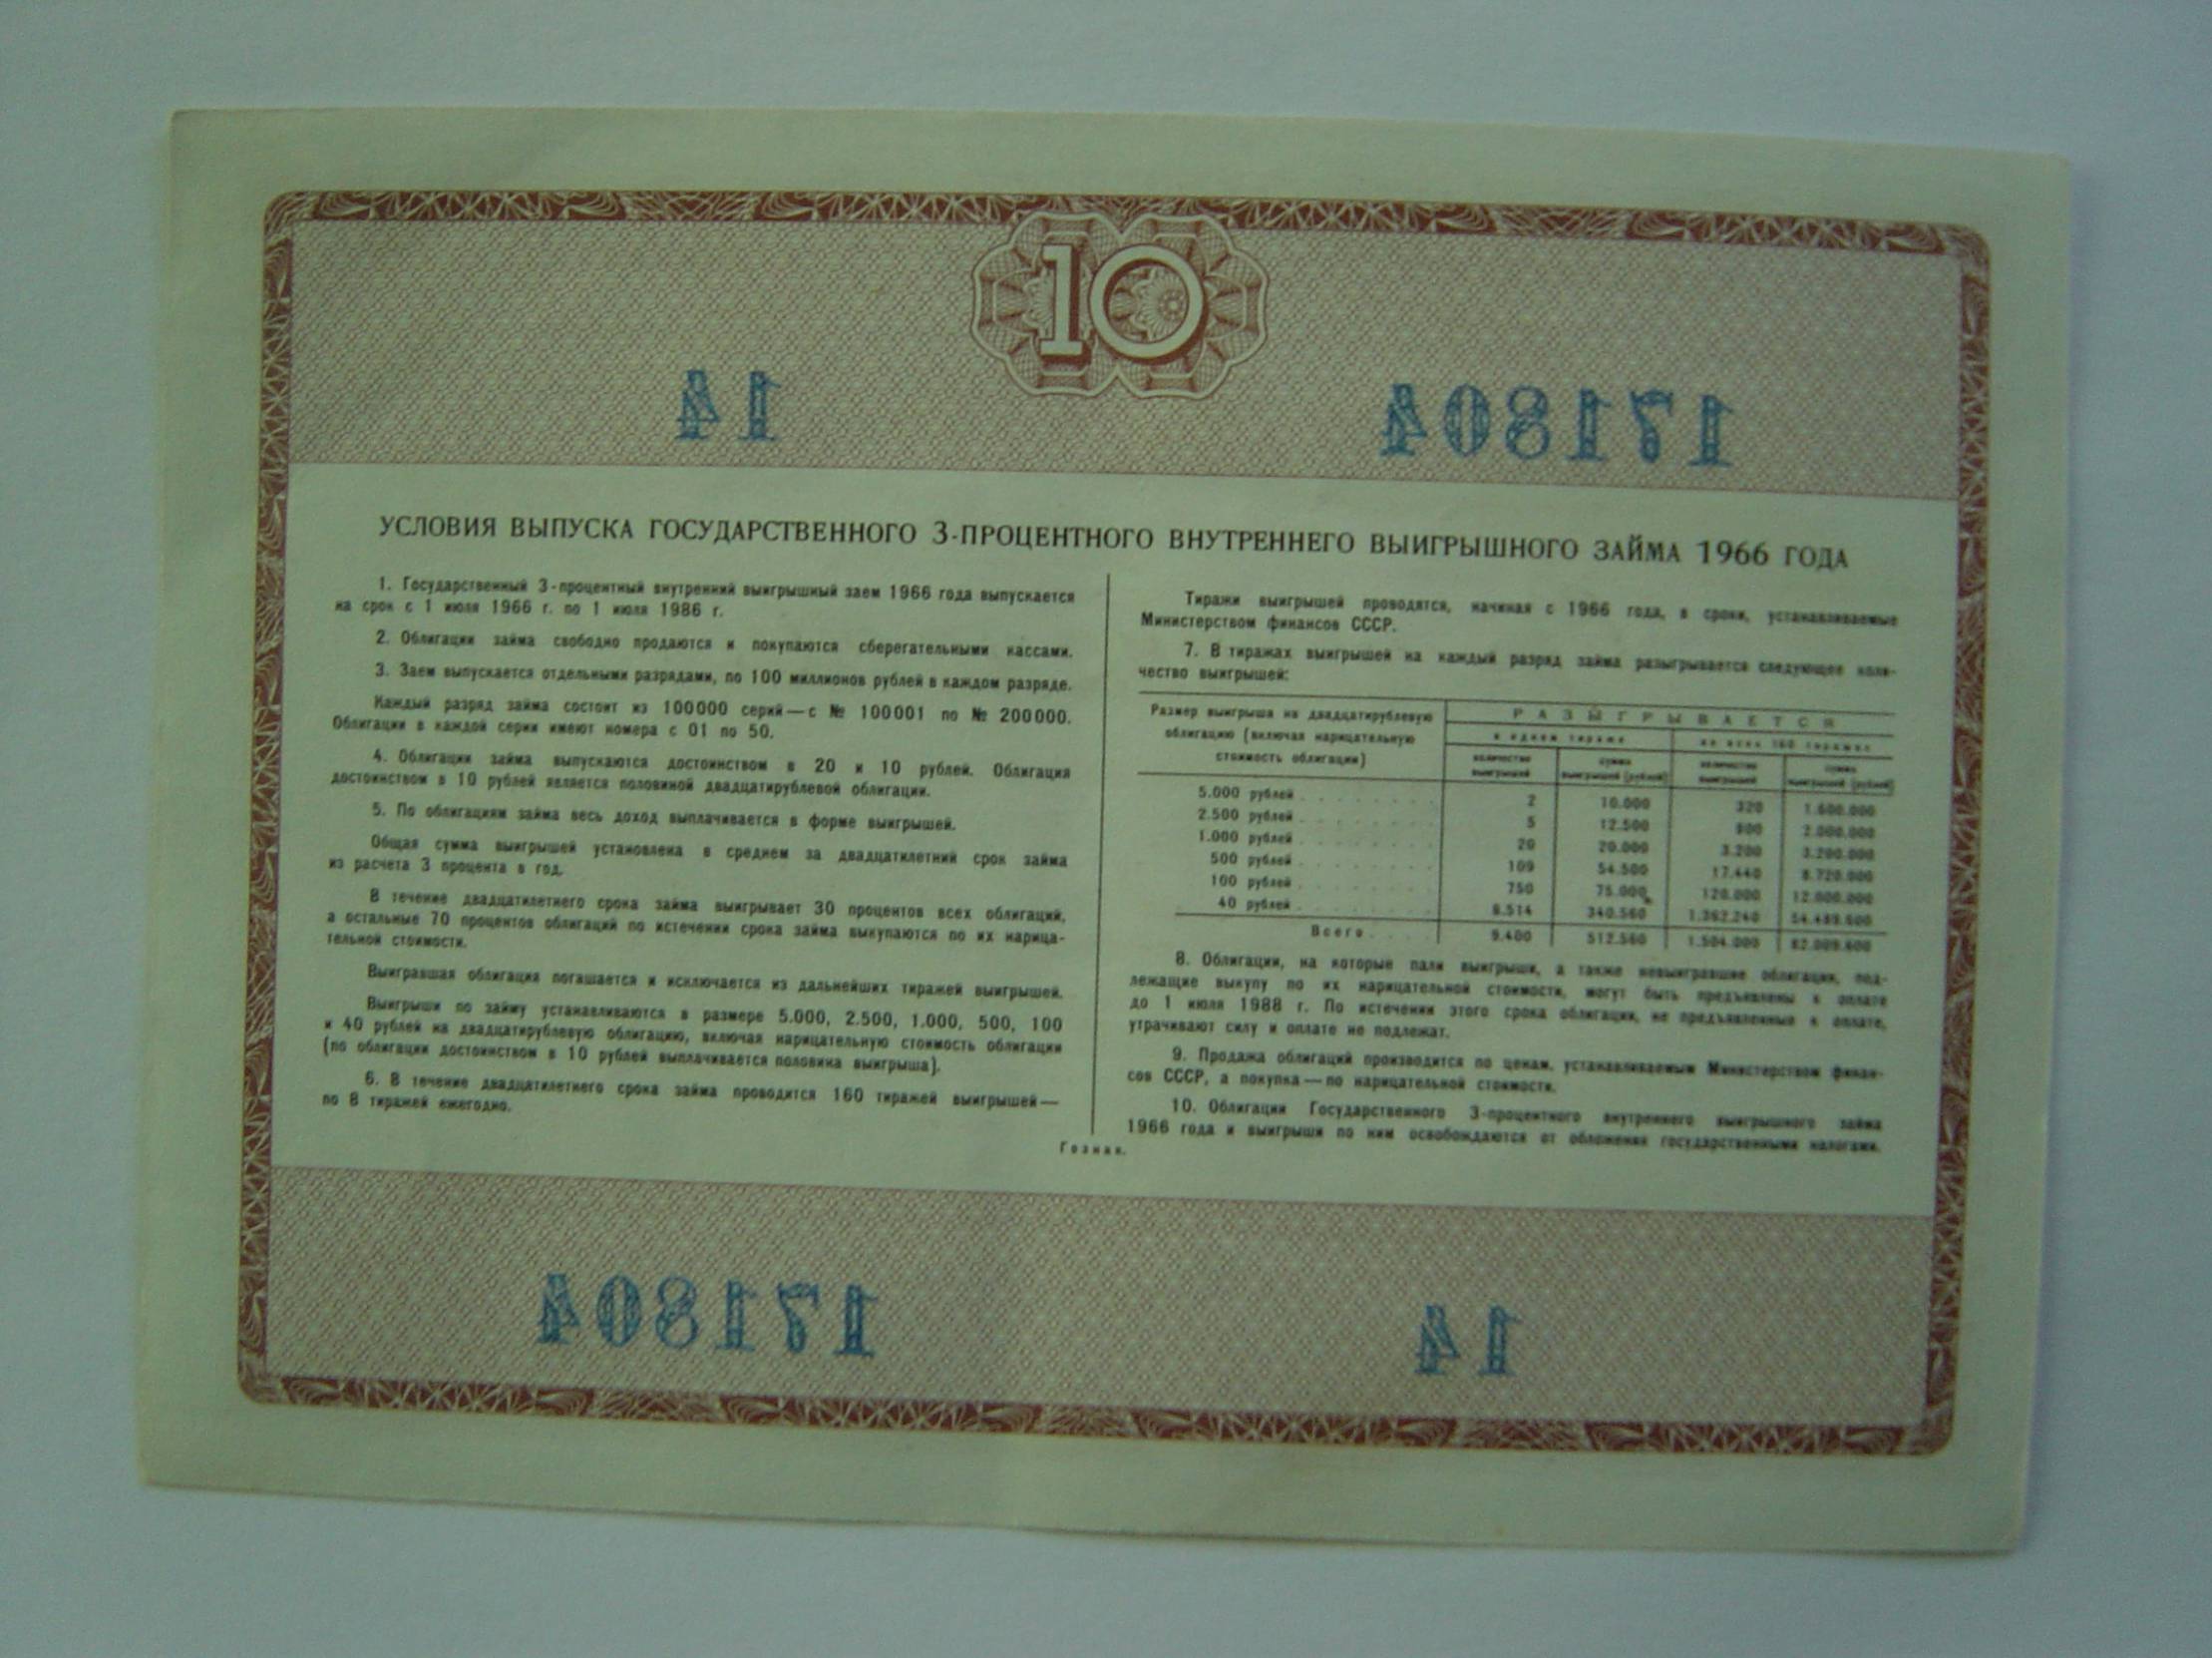 10
14 171804
УСЛОВИЯ ВЫПУСКА ГОСУДАРСТВЕННОГО 3-ПРОЦЕНТНОГО ВНУТРЕННЕГО ВЫИГРЫШНОГО ЗАЙМА 1966 ГОДА
1. Государственный 3-процентный внутренний выигрышный заем 1966 года выпускается
на срок с 1 июля 1966 г. по 1 июля 1986 г.
2. Облигации займа свободно продаются и покупаются сберегательными кассами.
3. Заем выпускается отдельными разрядами, по 100 миллионов рублей в каждом разряде.
Каждый разряд займа состоит из 100000 серий—с № 100001 по № 200000.
Облигации в каждой серии имеют номера с 01 по 50.
4. Облигации займа выпускаются достоинством в 20 и 10 рублей. Облигация
достоинством в 10 рублей является половиной двадцатирублевой облигации.
5. По облигациям займа весь доход выплачивается в форме выигрышей.
Общая сумма выигрышей установлена в среднем за двадцатилетний срок займа
из расчета 3 процента в год.
В течение двадцатилетнего срока займа выигрывает 30 процентов всех облигаций,
а остальные 70 процентов облигаций по истечении срока займа выкупаются по их нарица-
тельной стоимости.
Выигравшая облигация погашается и исключается из дальнейших тиражей выигрышей.
Выигрыши по займу устанавливаются в размере 5.000, 2.500, 1.000, 500, 100
и 40 рублей на двадцатирублевую облигацию, включая нарицательную стоимость облигации
(по облигации достоинством в 10 рублей выплачивается половина выигрыша).
6. В течение двадцатилетнего срока займа проводится 160 тиражей выигрышей—
по 8 тиражей ежегодно.
Тиражи выигрышей проводятся, начиная с 1966 года, в сроки, устанавливаемые
Министерством финансов СССР.
7. В тиражах выигрышей на каждый разряд займа разыгрывается следующее коли-
чество выигрышей:
Размер выигрыша на двадцатирублевую
облигацию (включая нарицательную
стоимость облигации)
РАЗЫГРЫВАЕТСЯ
в одном тираже во всех 160 тиражах
количество выигрышей сумма выигрышей (рублей) количество выигрышей сумма выигрышей (рублей)
5.000 рублей 2 10.000 320 1.600.000
2.500 рублей 5 12.500 800 2.000.000
1.000 рублей 20 20.000 3.200 3.200.000
500 рублей 109 54.500 17.440 8.720.000
100 рублей 750 75.000 120.000 12.000.000
40 рублей 8.514 340.560 1.362.240 54.489.600
Всего 9.400 512.560 1.504.000 82.009.600
8. Облигации, на которые пали выигрыши, а также невыигравшие облигации, под-
лежащие выкупу по их нарицательной стоимости, могут быть предъявлены к оплате
до 1 июля 1988 г. По истечении этого срока облигации, не предъявленные к оплате,
утрачивают силу и оплате не подлежат.
9. Продажа облигаций производится по ценам, устанавливаемым Министерством финан-
сов СССР, а покупка—по нарицательной стоимости.
10. Облигации Государственного 3-процентного внутреннего выигрышного займа
1966 года и выигрыши по ним освобождаются от обложения государственными налогами.
Гознак.
171804 14